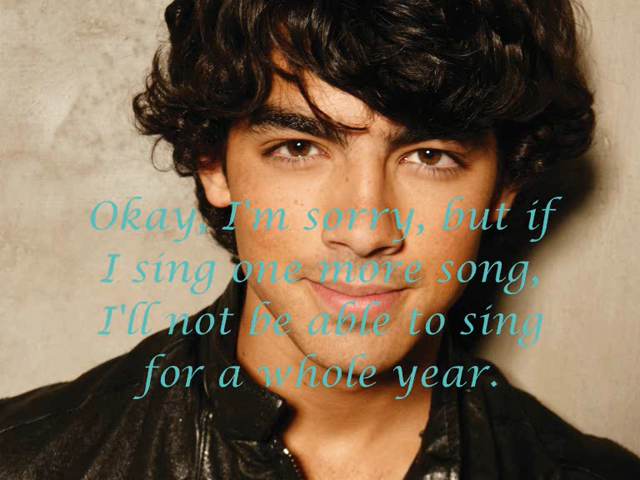 Okay, I'm sorry, but if
I sing one more song,
I'll not be able to sing
for a whole year.